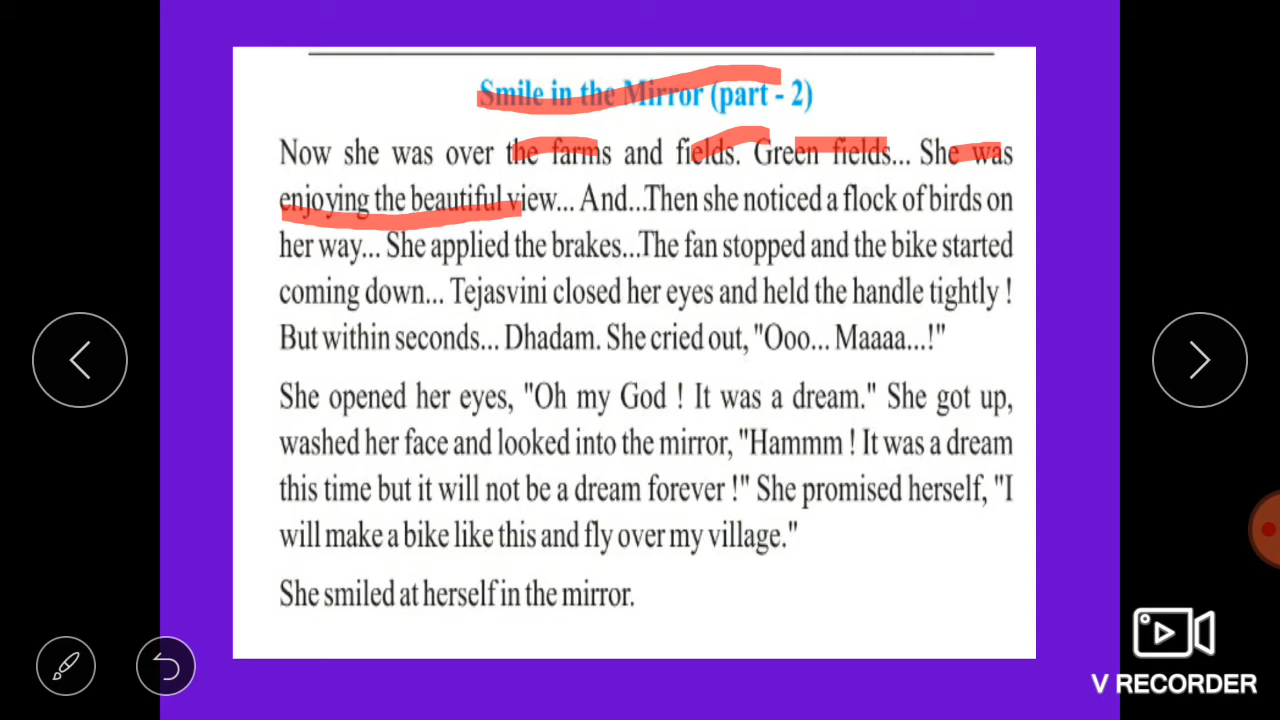 Smile in the Mirror (part - 2)
Now she was over the farms and fields. Green fields... She was
enjoying the beautiful view... And...Then she noticed a flock of birds on
her way... She applied the brakes...The fan stopped and the bike started
coming down... Tejasvini closed her eyes and held the handle tightly !
But within seconds... Dhadam. She cried out, "Ooo... Maaaa...!"
She opened her eyes, "Oh my God ! It was a dream." She got up,
washed her face and looked into the mirror, "Hammm ! It was a dream
this time but it will not be a dream forever !" She promised herself, "I
will make a bike like this and fly over my village."
She smiled at herself in the mirror.
V RECORDER